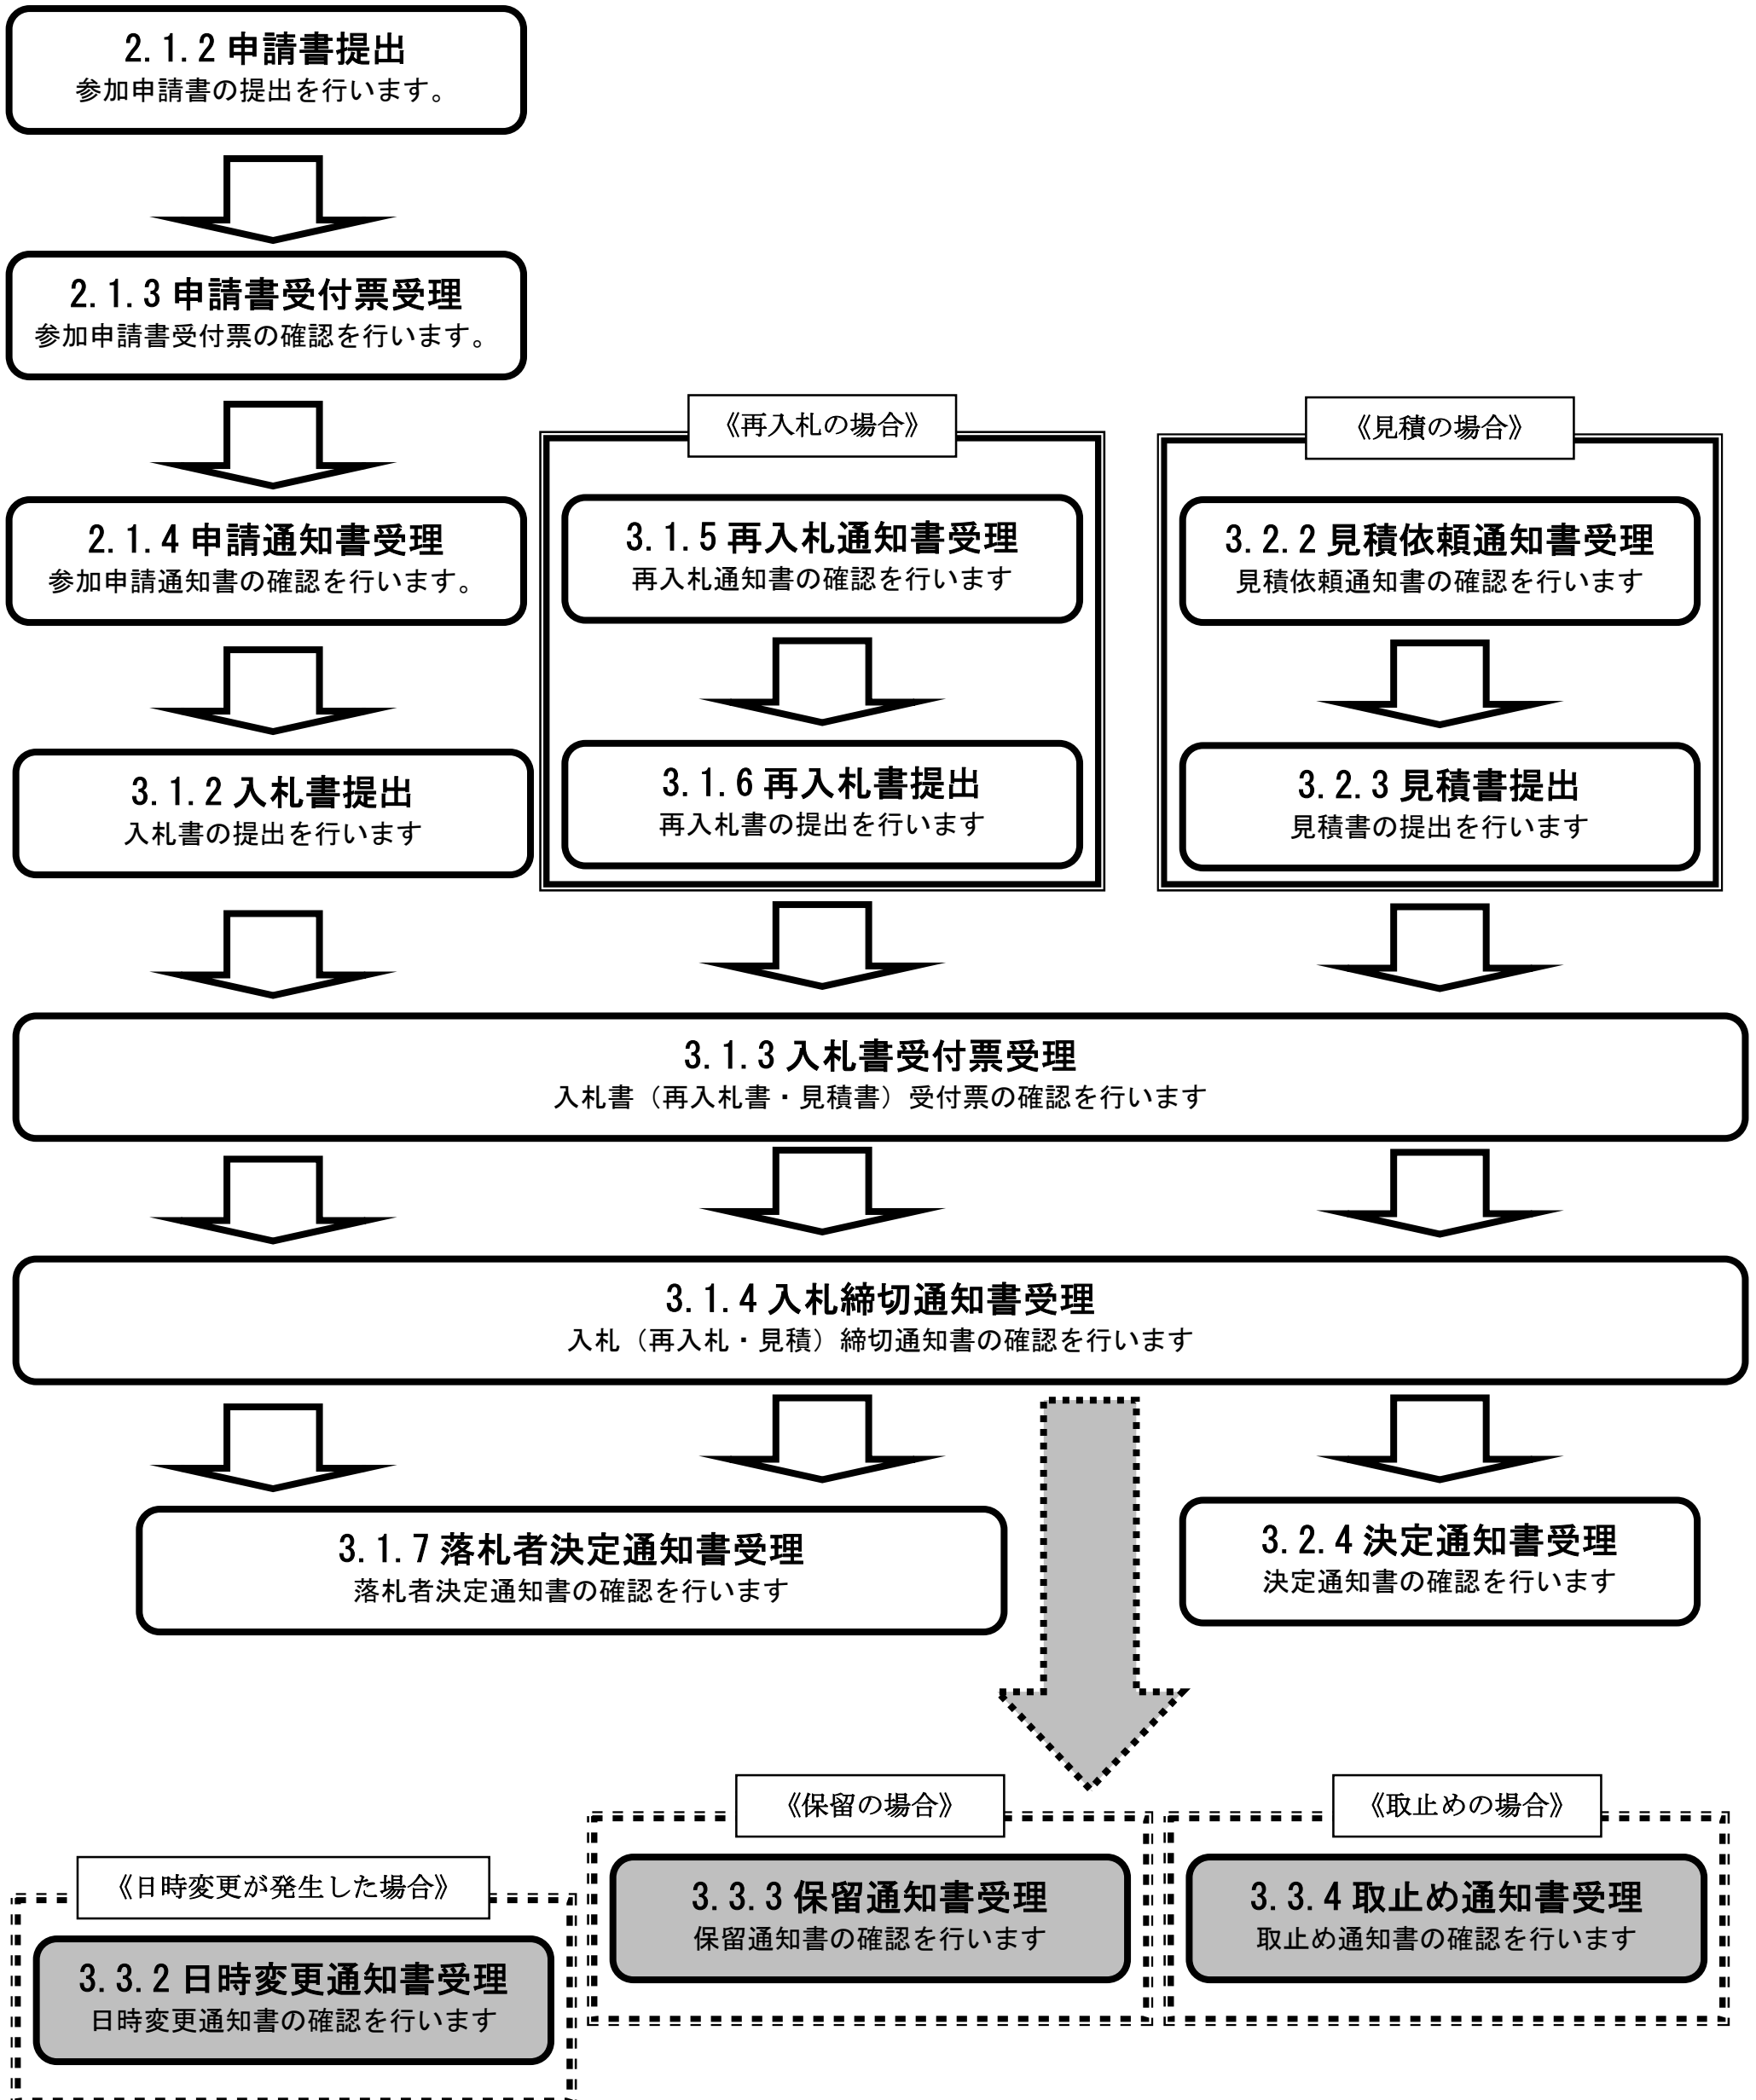 2.1.2 申請書提出
参加申請書の提出を行います。
2.1.3 申請書受付票受理
参加申請書受付票の確認を行います。
2.1.4 申請通知書受理
参加申請通知書の確認を行います。
3.1.2 入札書提出
入札書の提出を行います
《再入札の場合》
3.1.5 再入札通知書受理
再入札通知書の確認を行います
3.1.6 再入札書提出
再入札書の提出を行います
《見積の場合》
3.2.2 見積依頼通知書受理
見積依頼通知書の確認を行います
3.2.3 見積書提出
見積書の提出を行います
3.1.3 入札書受付票受理
入札書（再入札書・見積書）受付票の確認を行います
3.1.4 入札締切通知書受理
入札（再入札・見積）締切通知書の確認を行います
3.1.7 落札者決定通知書受理
落札者決定通知書の確認を行います
3.2.4 決定通知書受理
決定通知書の確認を行います
《日時変更が発生した場合》
3.3.2 日時変更通知書受理
日時変更通知書の確認を行います
《保留の場合》
3.3.3 保留通知書受理
保留通知書の確認を行います
《取止めの場合》
3.3.4 取止め通知書受理
取止め通知書の確認を行います